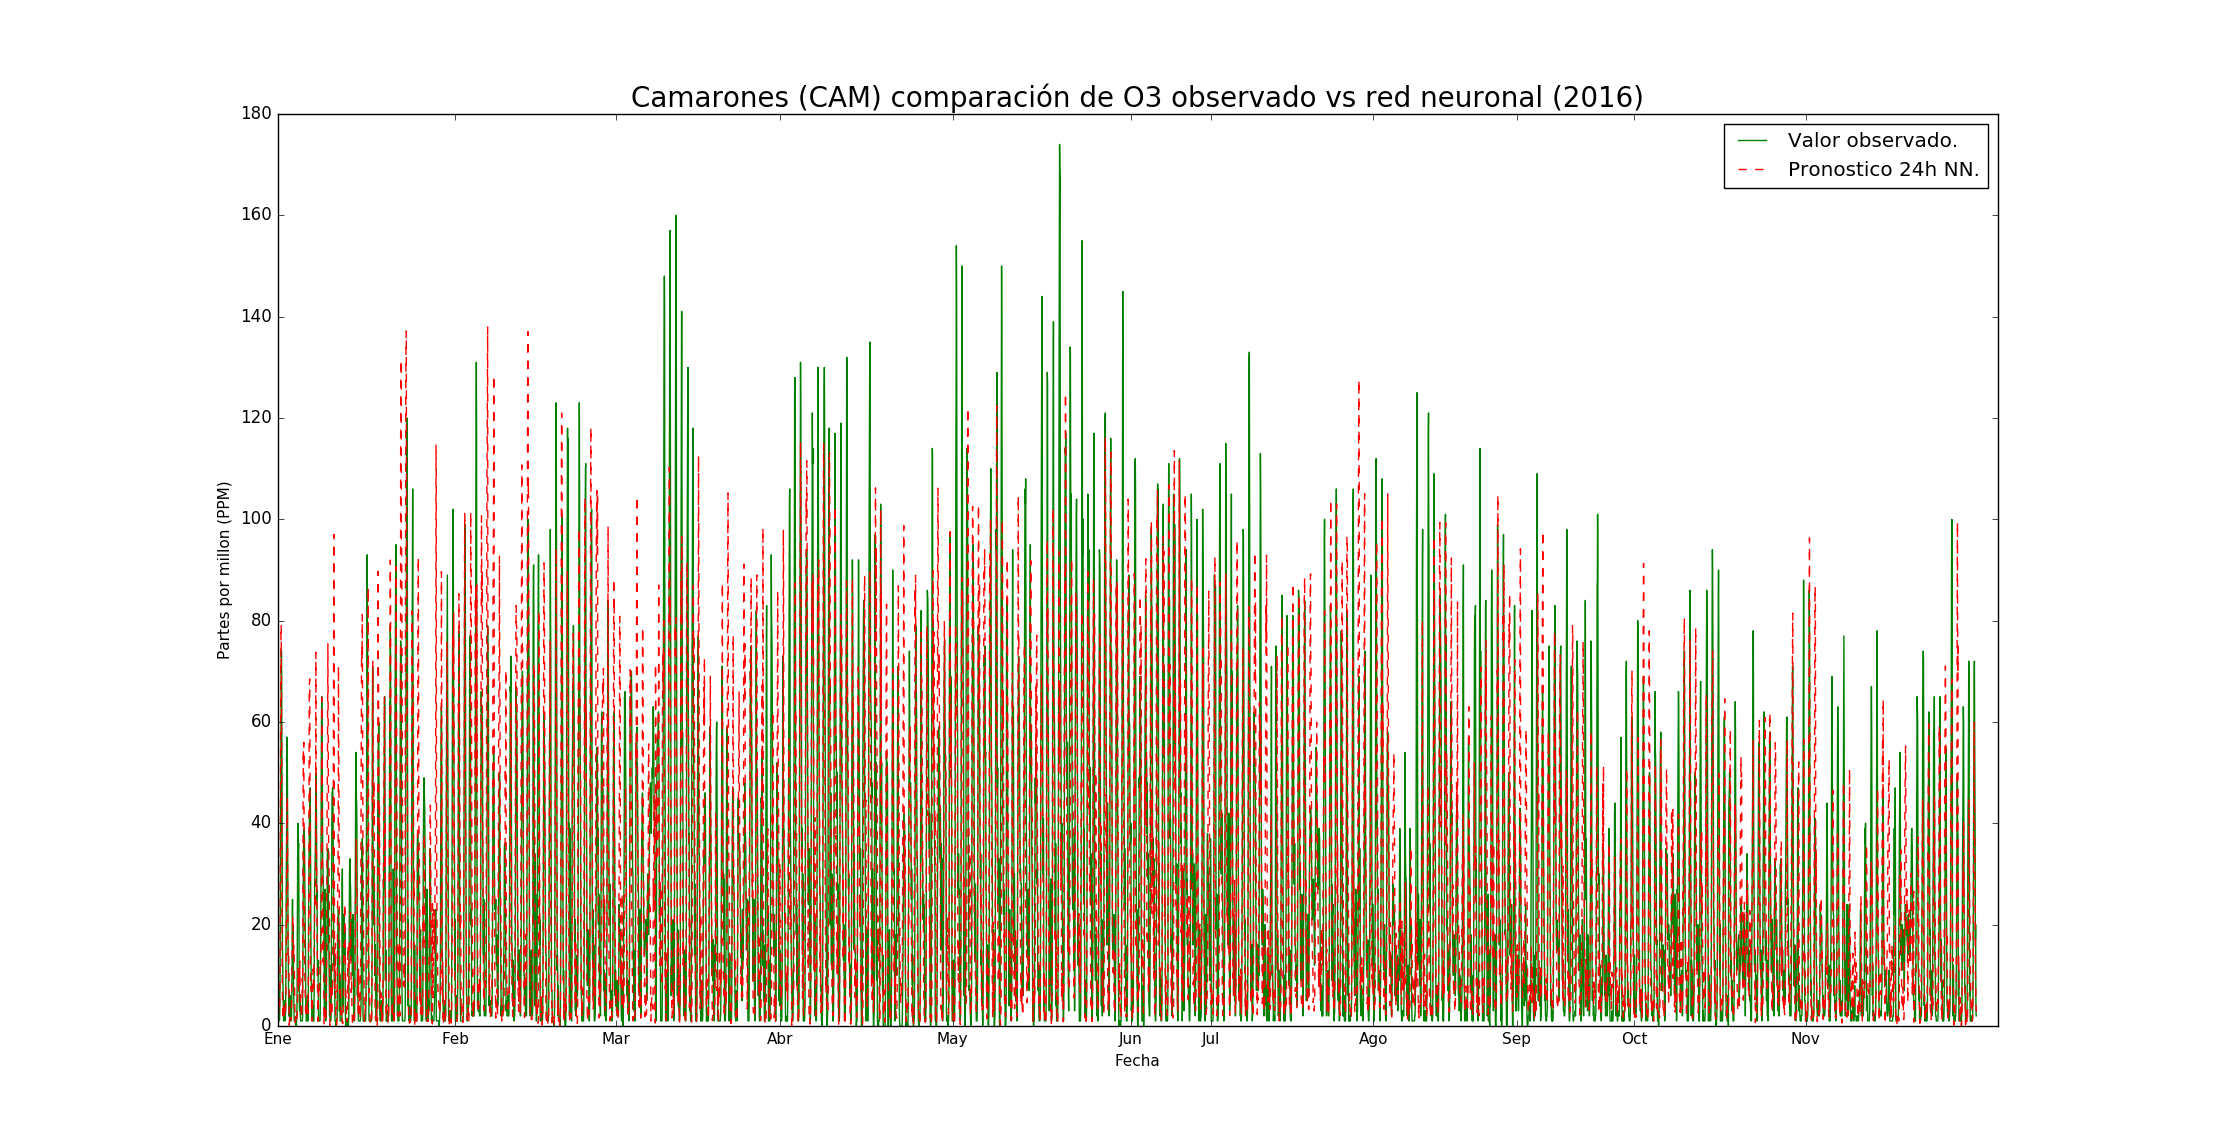 Camarones (CAM) comparación de O3 observado vs red neuronal (2016)
Valor observado.
Pronostico 24h NN.
Partes por millon (PPM)
180
160
140
120
100
80
60
40
20
0
Ene Feb Mar Abr May Jun Jul Ago Sep Oct Nov
Fecha